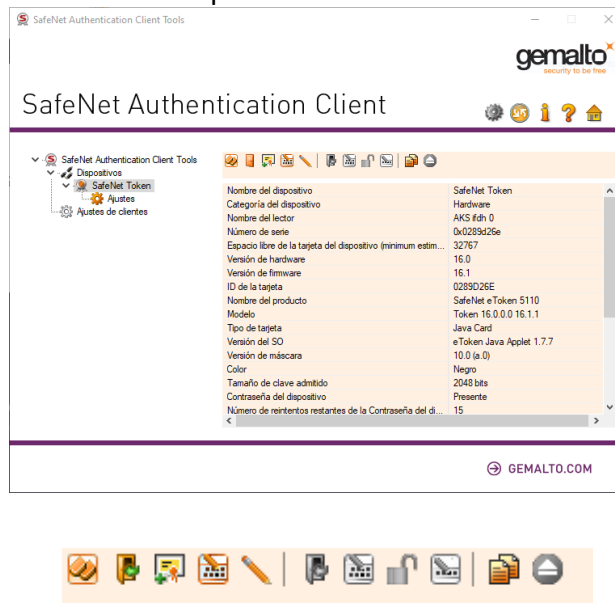 SafeNet Authentication Client Tools
gemalto
security to be free
SafeNet Authentication Client
SafeNet Authentication Client Tools
Dispositivos
SafeNet Token
Ajustes
Ajustes de clientes
Nombre del dispositivo SafeNet Token
Categoría del dispositivo Hardware
Nombre del lector AKS ifdh 0
Número de serie 0x0289d26e
Espacio libre de la tarjeta del dispositivo (minimum estim... 32767
Versión de hardware 16.0
Versión de firmware 16.1
ID de la tarjeta 0289D26E
Nombre del producto SafeNet eToken 5110
Modelo Token 16.0.0.0 16.1.1
Tipo de tarjeta Java Card
Versión del SO eToken Java Applet 1.7.7
Versión de máscara 10.0 (a.0)
Color Negro
Tamaño de clave admitido 2048 bits
Contraseña del dispositivo Presente
Número de reintentos restantes de la Contraseña del di... 15
GEMALTO.COM